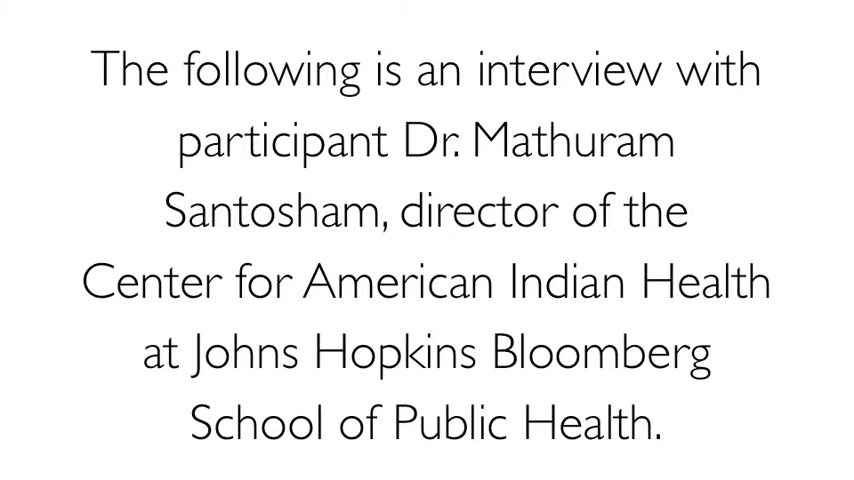 The following is an interview with
participant Dr. Mathuram
Santosham, director of the
Center for American Indian Health
at Johns Hopkins Bloomberg
School of Public Health.